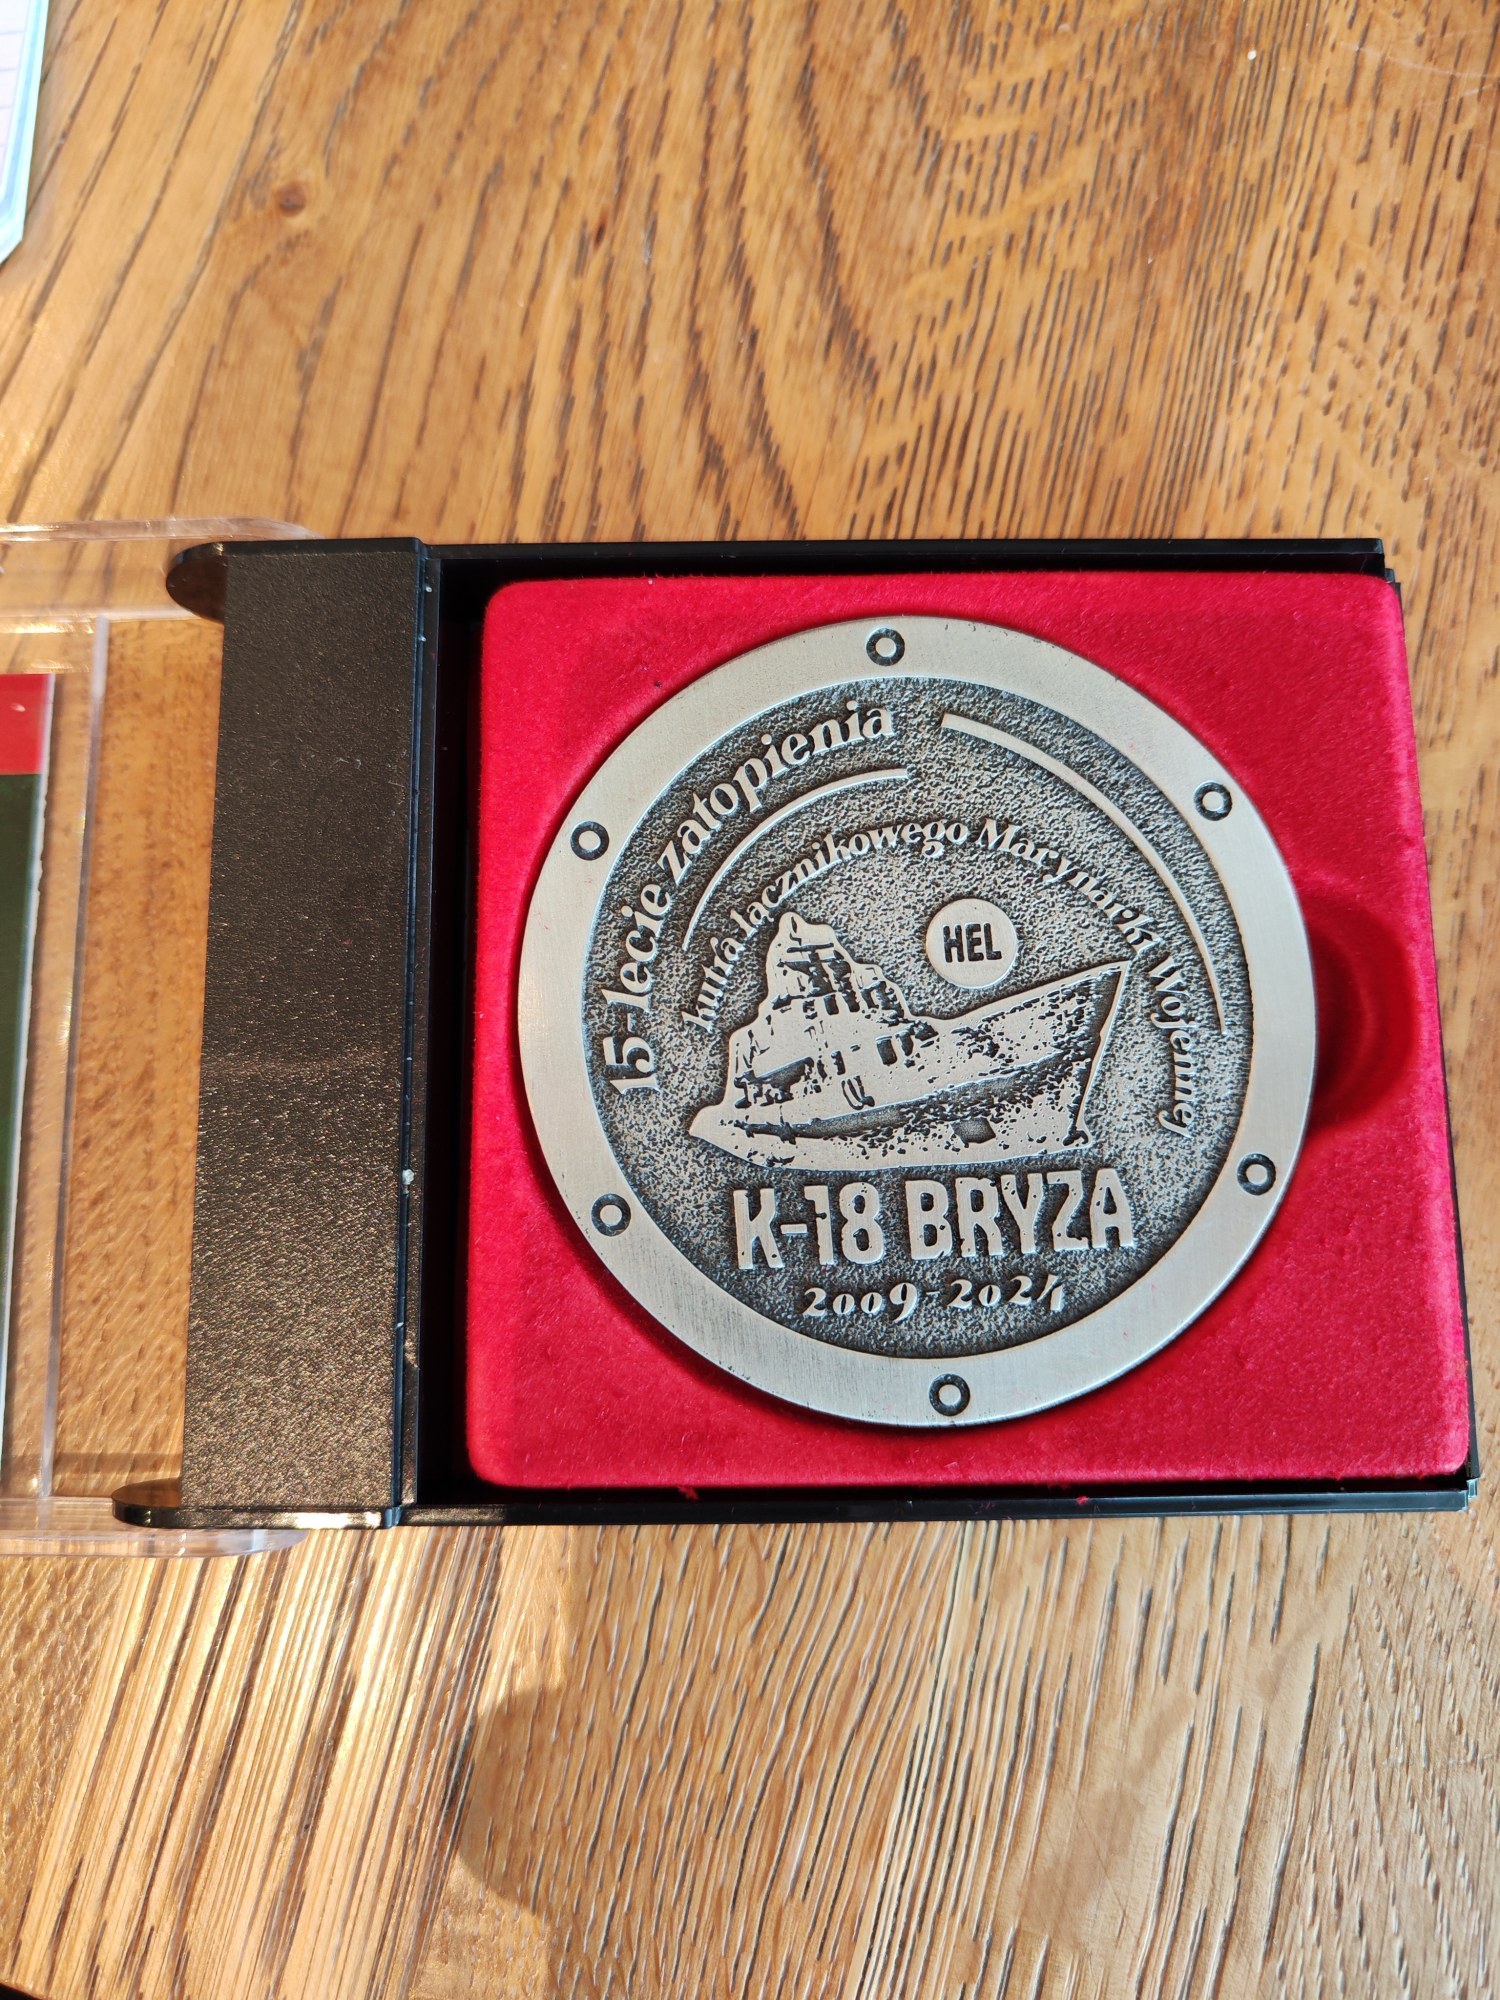 15-lecie zatopienia
kutra łącznikowego Marynarki Wojennej
HEL
K-18 BRYZA
2009-2024